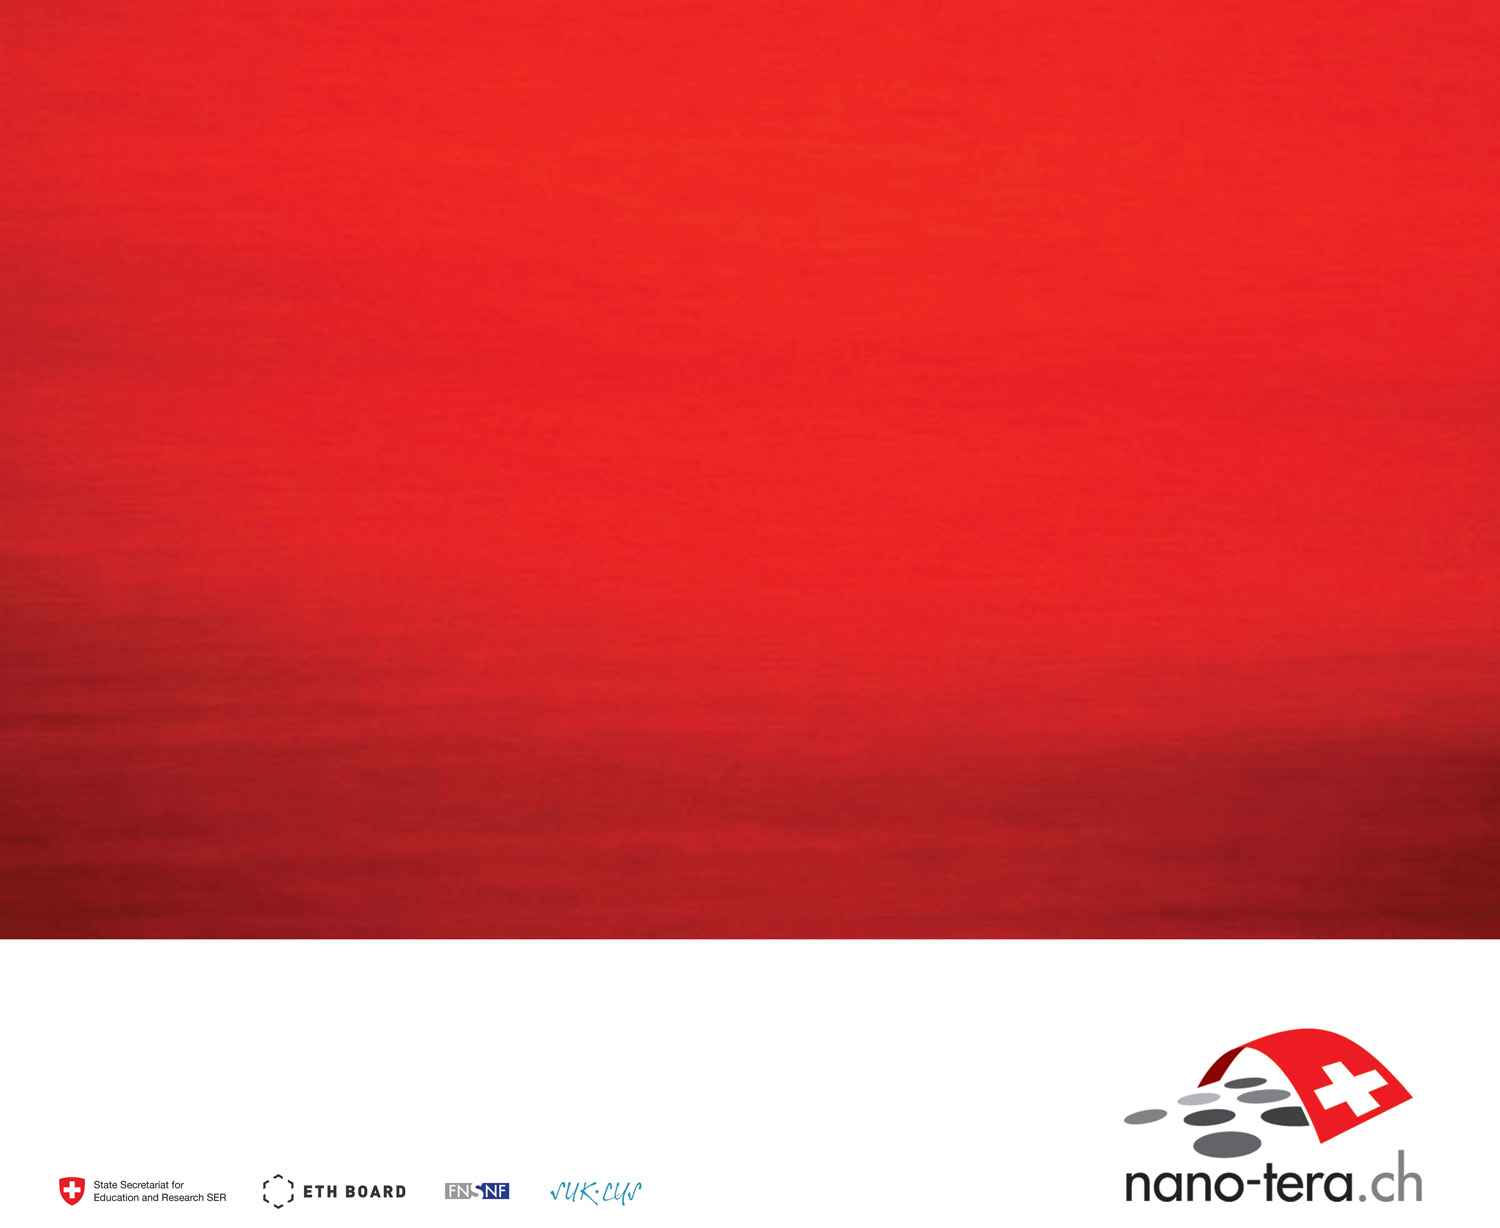 State Secretariat for
Education and Research SER
ETH BOARD
FNSNF
SUK·CUS
nano-tera.ch